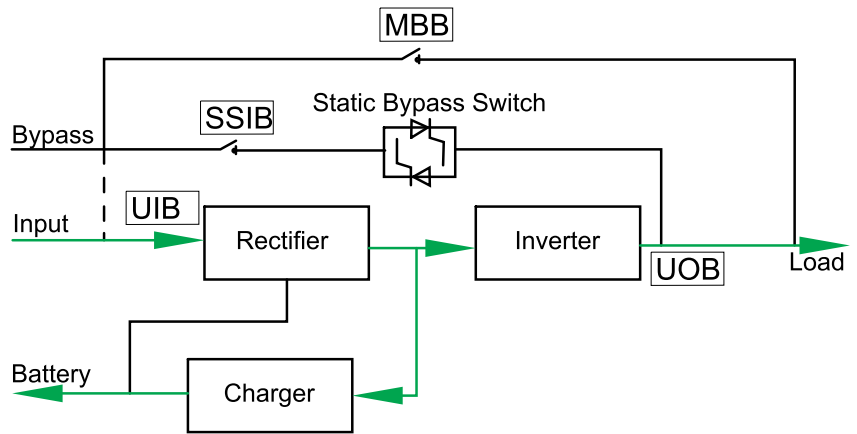 MBB
Static Bypass Switch
SSIB
Bypass
UIB
Input
Rectifier
Inverter
UOB
Load
Battery
Charger